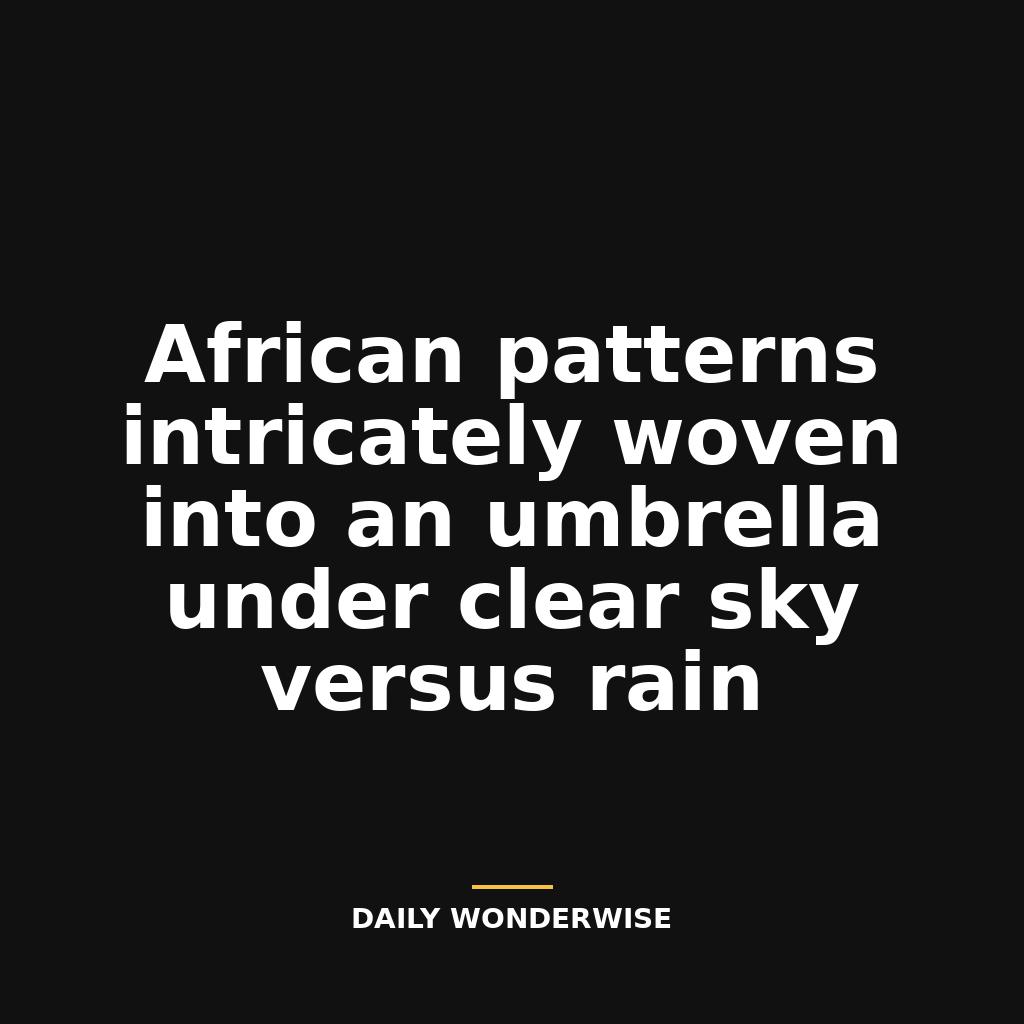 African patterns
intricately woven
into an umbrella
under clear sky
versus rain
DAILY WONDERWISE